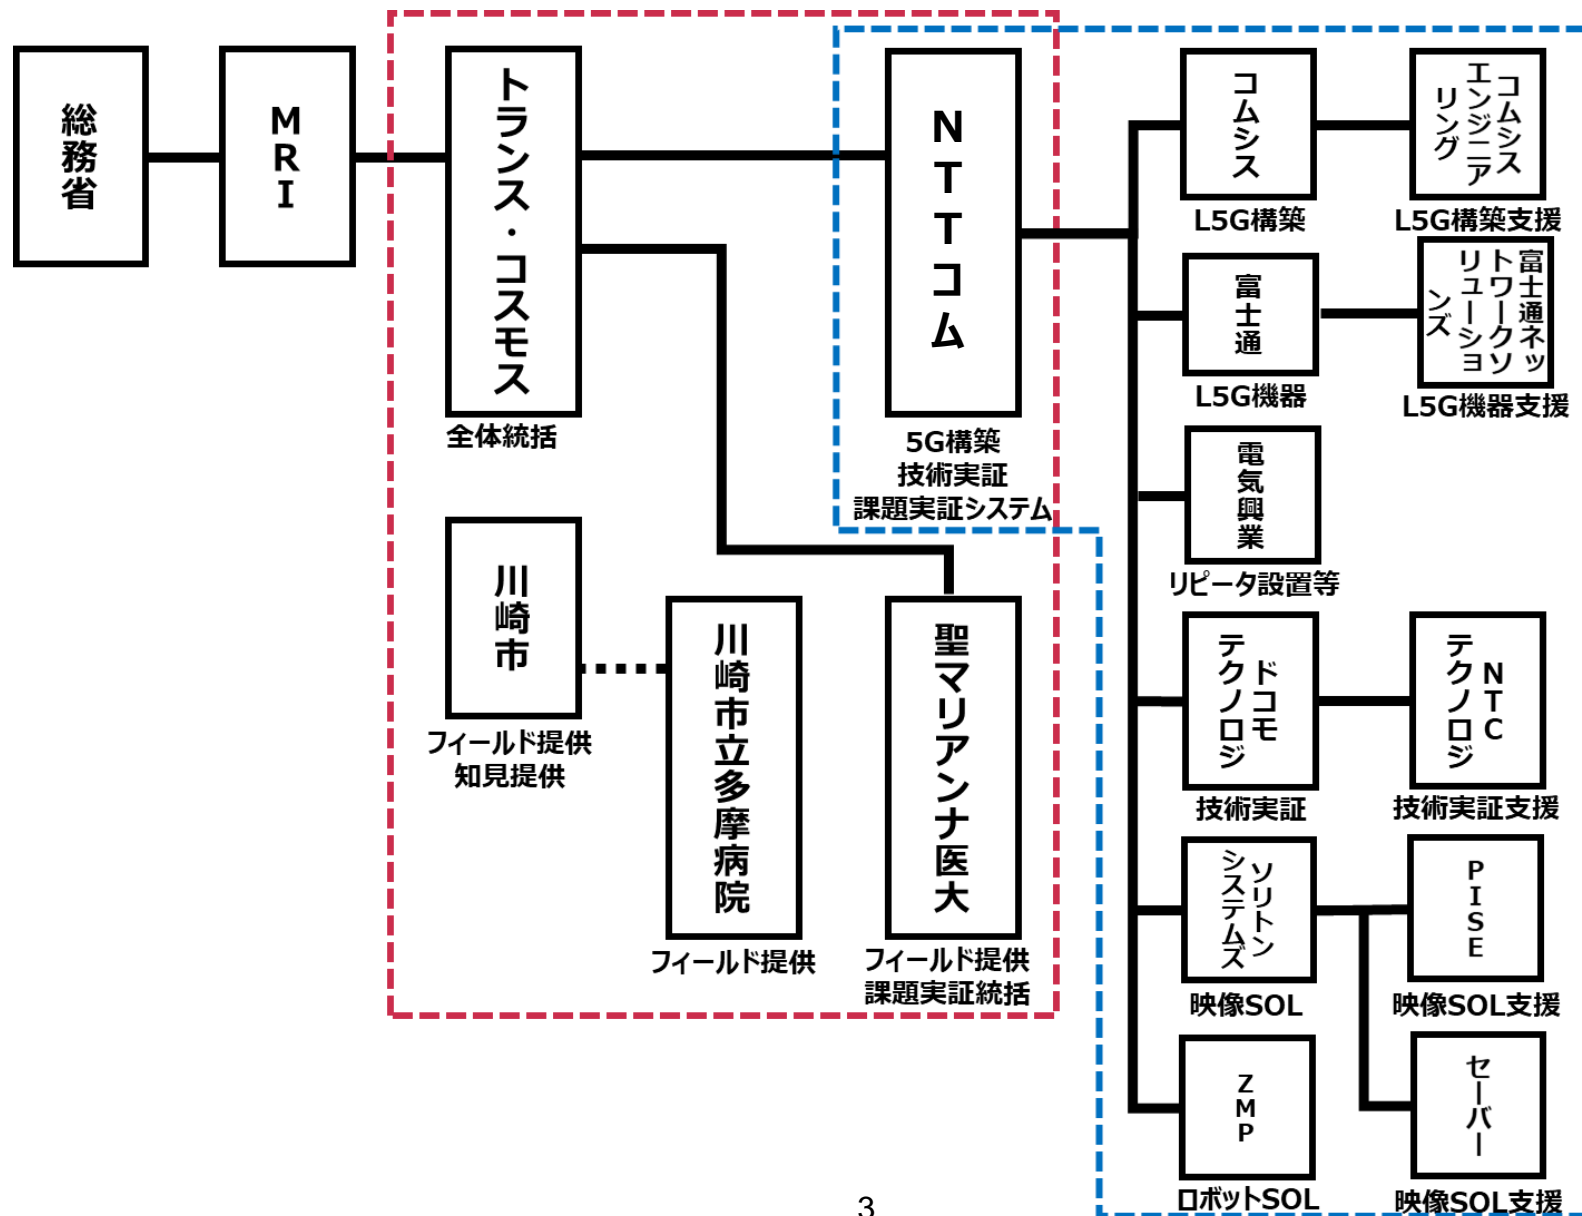 総務省
MRI
トランス・コスモス
全体統括
NTTコム
5G構築
技術実証
課題実証システム
川崎市
フィールド提供
知見提供
川崎市立多摩病院
フィールド提供
聖マリアンナ医大
フィールド提供
課題実証統括
コムシス
L5G構築
コムシス
エンジニア
リング
L5G構築支援
富士通
L5G機器
富士通ネッ
トワークソ
リューショ
ンズ
L5G機器支援
電気興業
リピータ設置等
ドコモ
テクノロジ
技術実証
NTC
テクノロジ
技術実証支援
ソリトン
システムズ
映像SOL
PISE
映像SOL支援
セーバー
映像SOL支援
ZMP
ロボットSOL
3